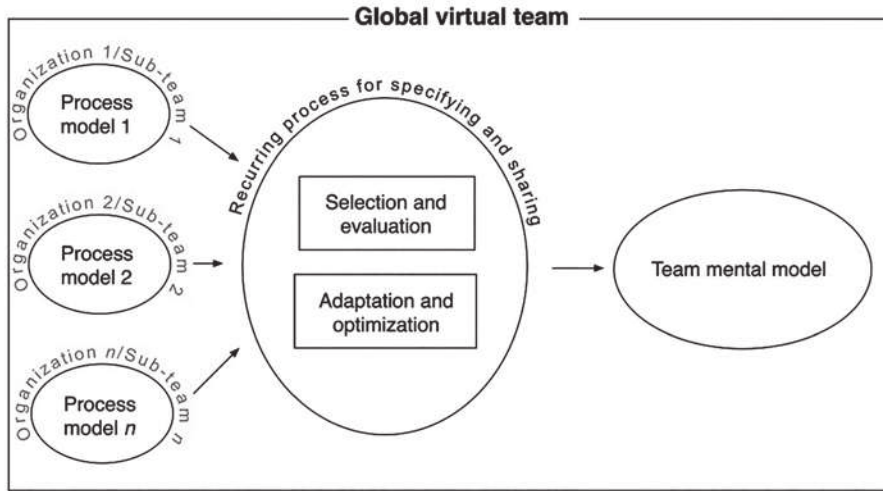 Global virtual team
Organization 1/Sub-team 1
Process
model 1
Organization 2/Sub-team 2
Process
model 2
Organization n/Sub-team n
Process
model n
Recurring process for specifying and sharing
Selection and
evaluation
Adaptation and
optimization
Team mental model